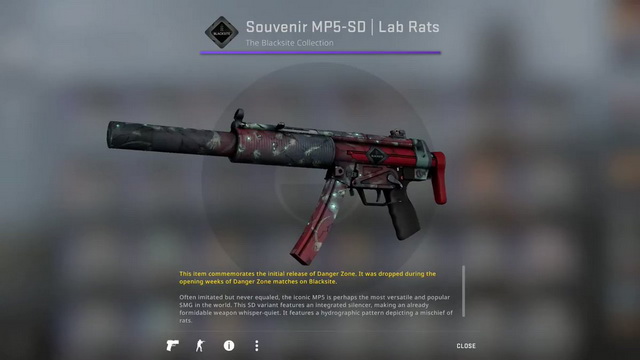 Souvenir MP5-SD | Lab Rats
The Blacksite Collection
BLACKSITE
This item commemorates the initial release of Danger Zone. It was dropped during the
opening weeks of Danger Zone matches on Blacksite.
Often imitated but never equaled, the iconic MP5 is perhaps the most versatile and popular
SMG in the world. This SD variant features an integrated silencer, making an already
formidable weapon whisper-quiet. It features a hydrographic pattern depicting a mischief of
rats.
CLOSE